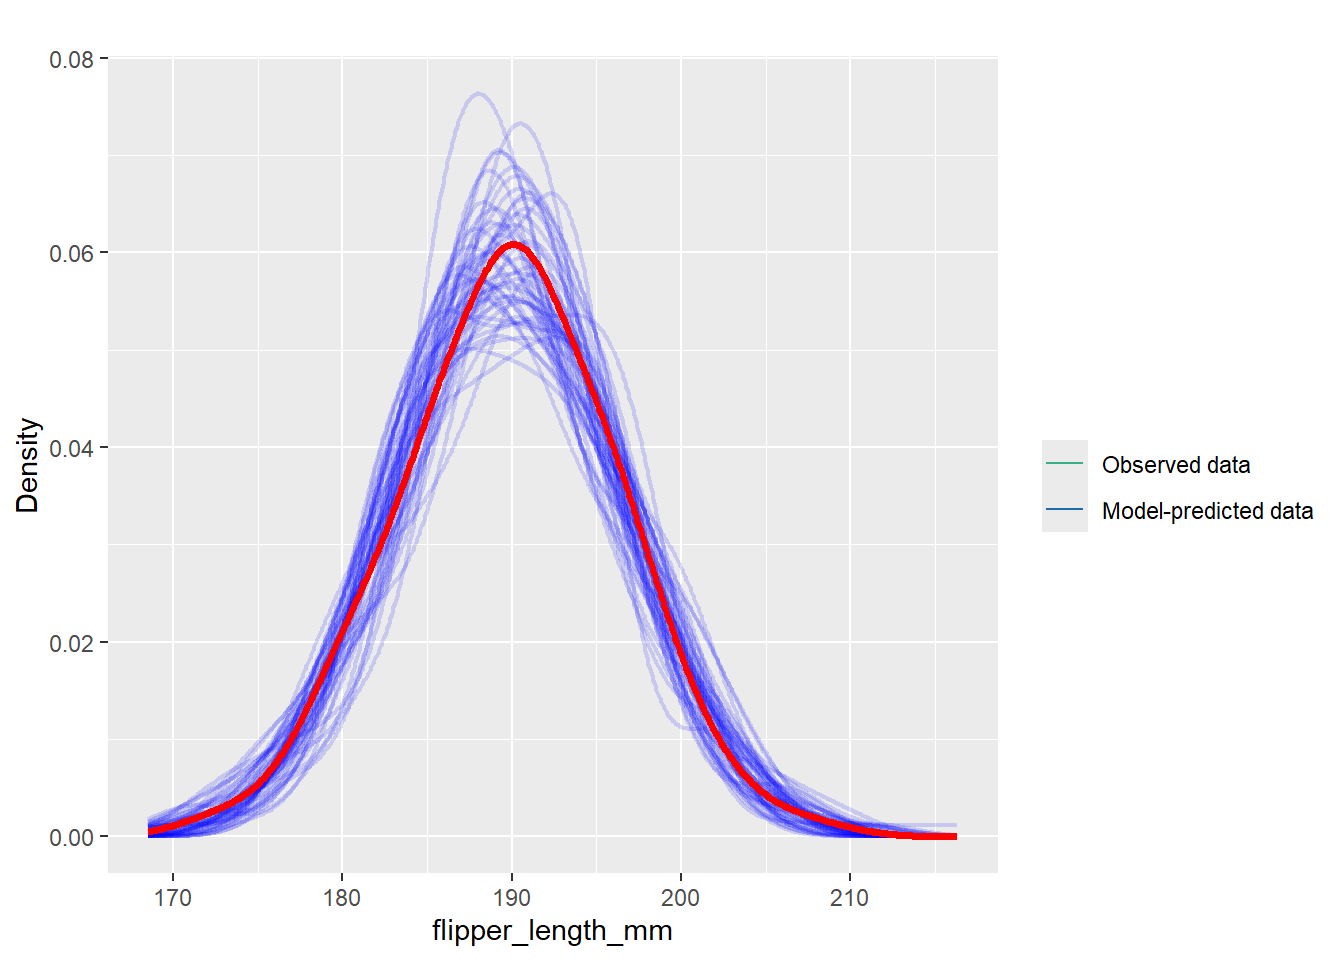 0.08
0.06
0.04
0.02
0.00
Density
170
180
190
200
210
flipper_length_mm
Observed data
Model-predicted data